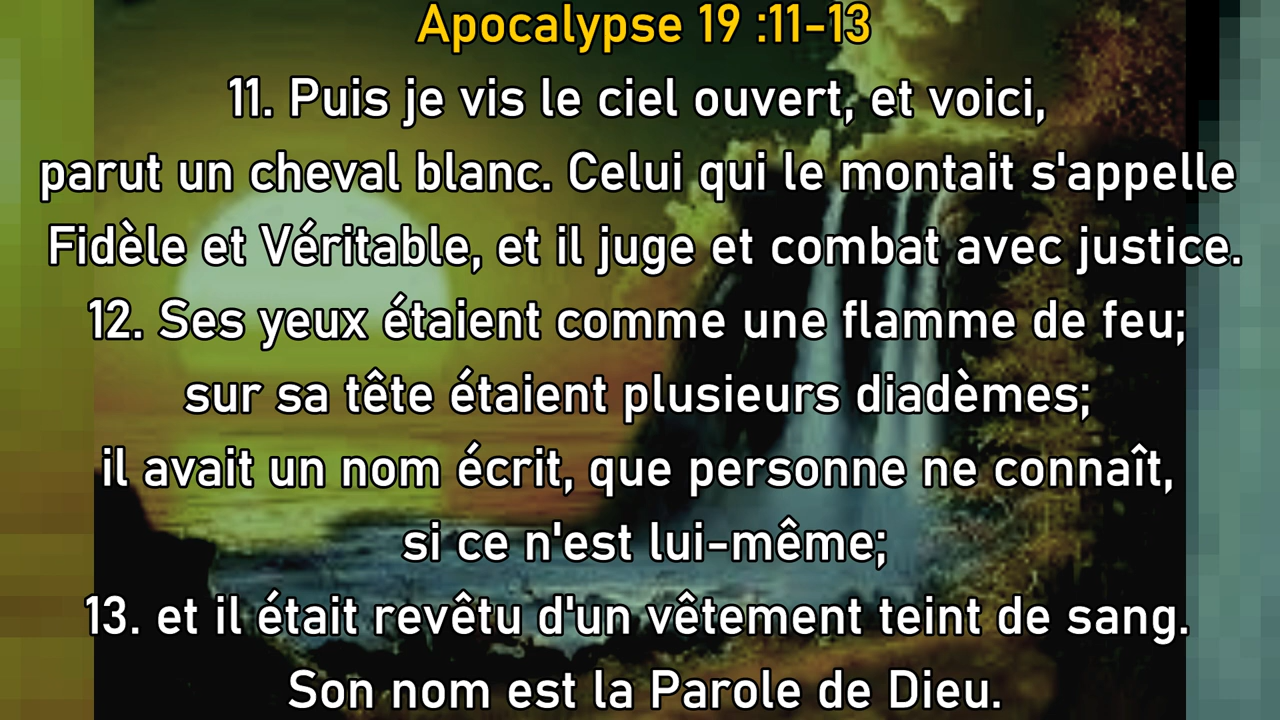 Apocalypse 19 :11-13
11. Puis je vis le ciel ouvert, et voici,
parut un cheval blanc. Celui qui le montait s'appelle
Fidèle et Véritable, et il juge et combat avec justice.
12. Ses yeux étaient comme une flamme de feu;
sur sa tête étaient plusieurs diadèmes;
il avait un nom écrit, que personne ne connaît,
si ce n'est lui-même;
13. et il était revêtu d'un vêtement teint de sang.
Son nom est la Parole de Dieu.